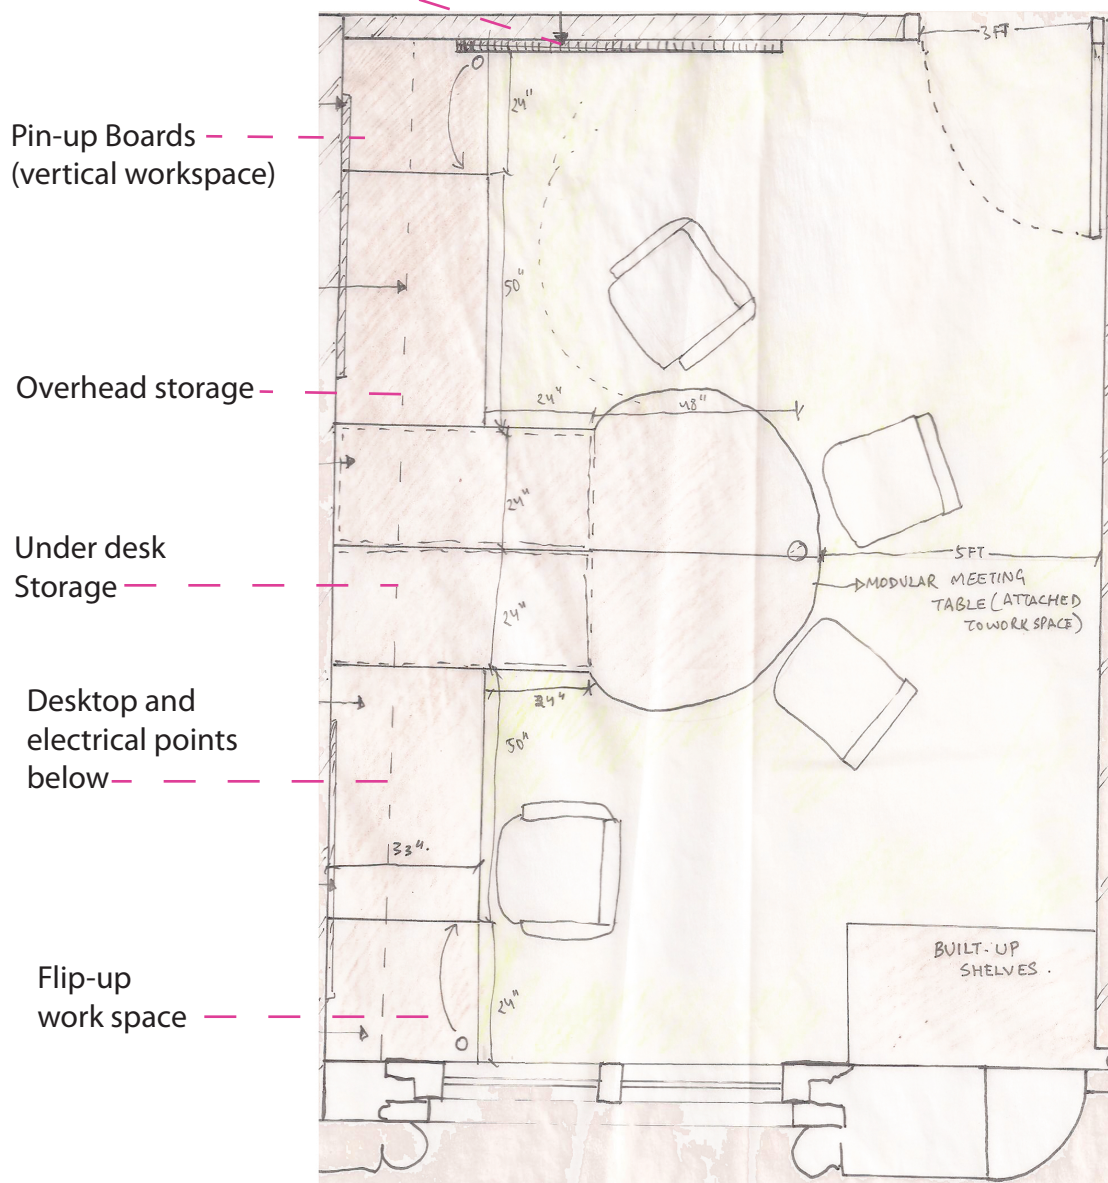 3FT
24"
Pin-up Boards
(vertical workspace)
50"
Overhead storage
24"
48"
24"
Under desk
Storage
5FT
MODULAR MEETING
TABLE (ATTACHED
TO WORK SPACE)
24"
24"
Desktop and
electrical points
below
50"
33".
BUILT-UP
SHELVES.
Flip-up
work space
24"